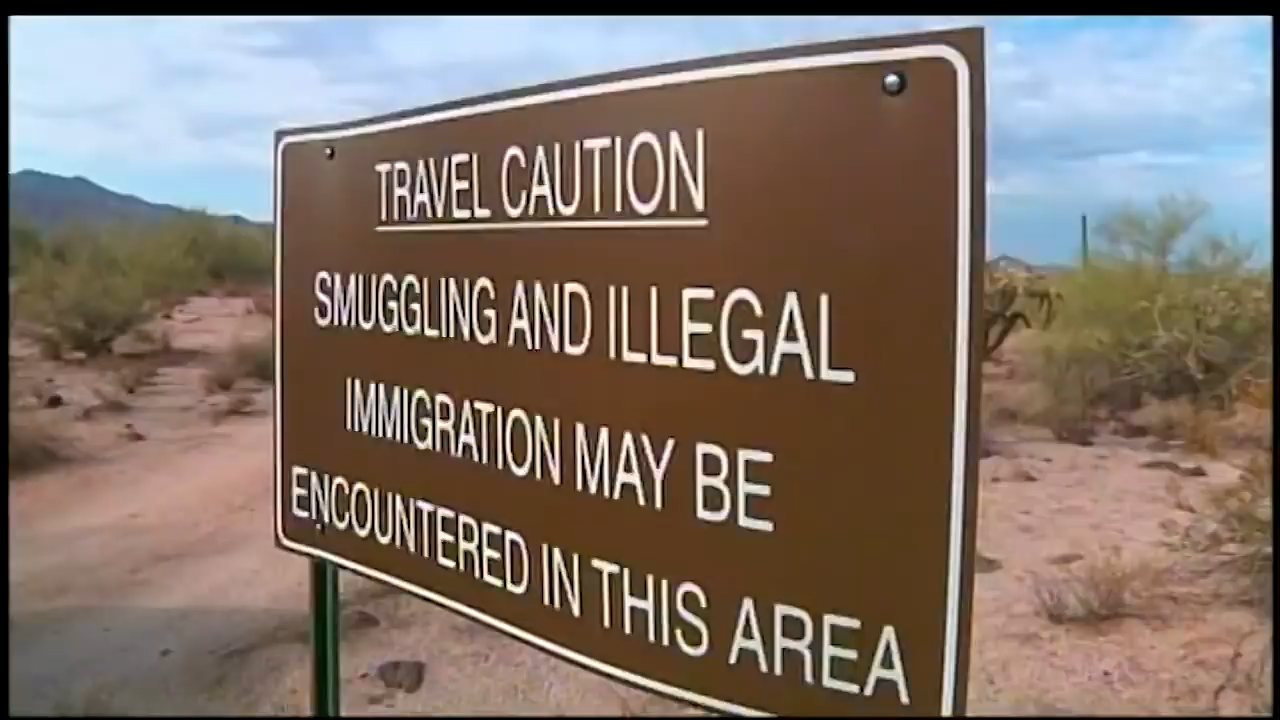 TRAVEL CAUTION
SMUGGLING AND ILLEGAL
IMMIGRATION MAY BE
ENCOUNTERED IN THIS AREA